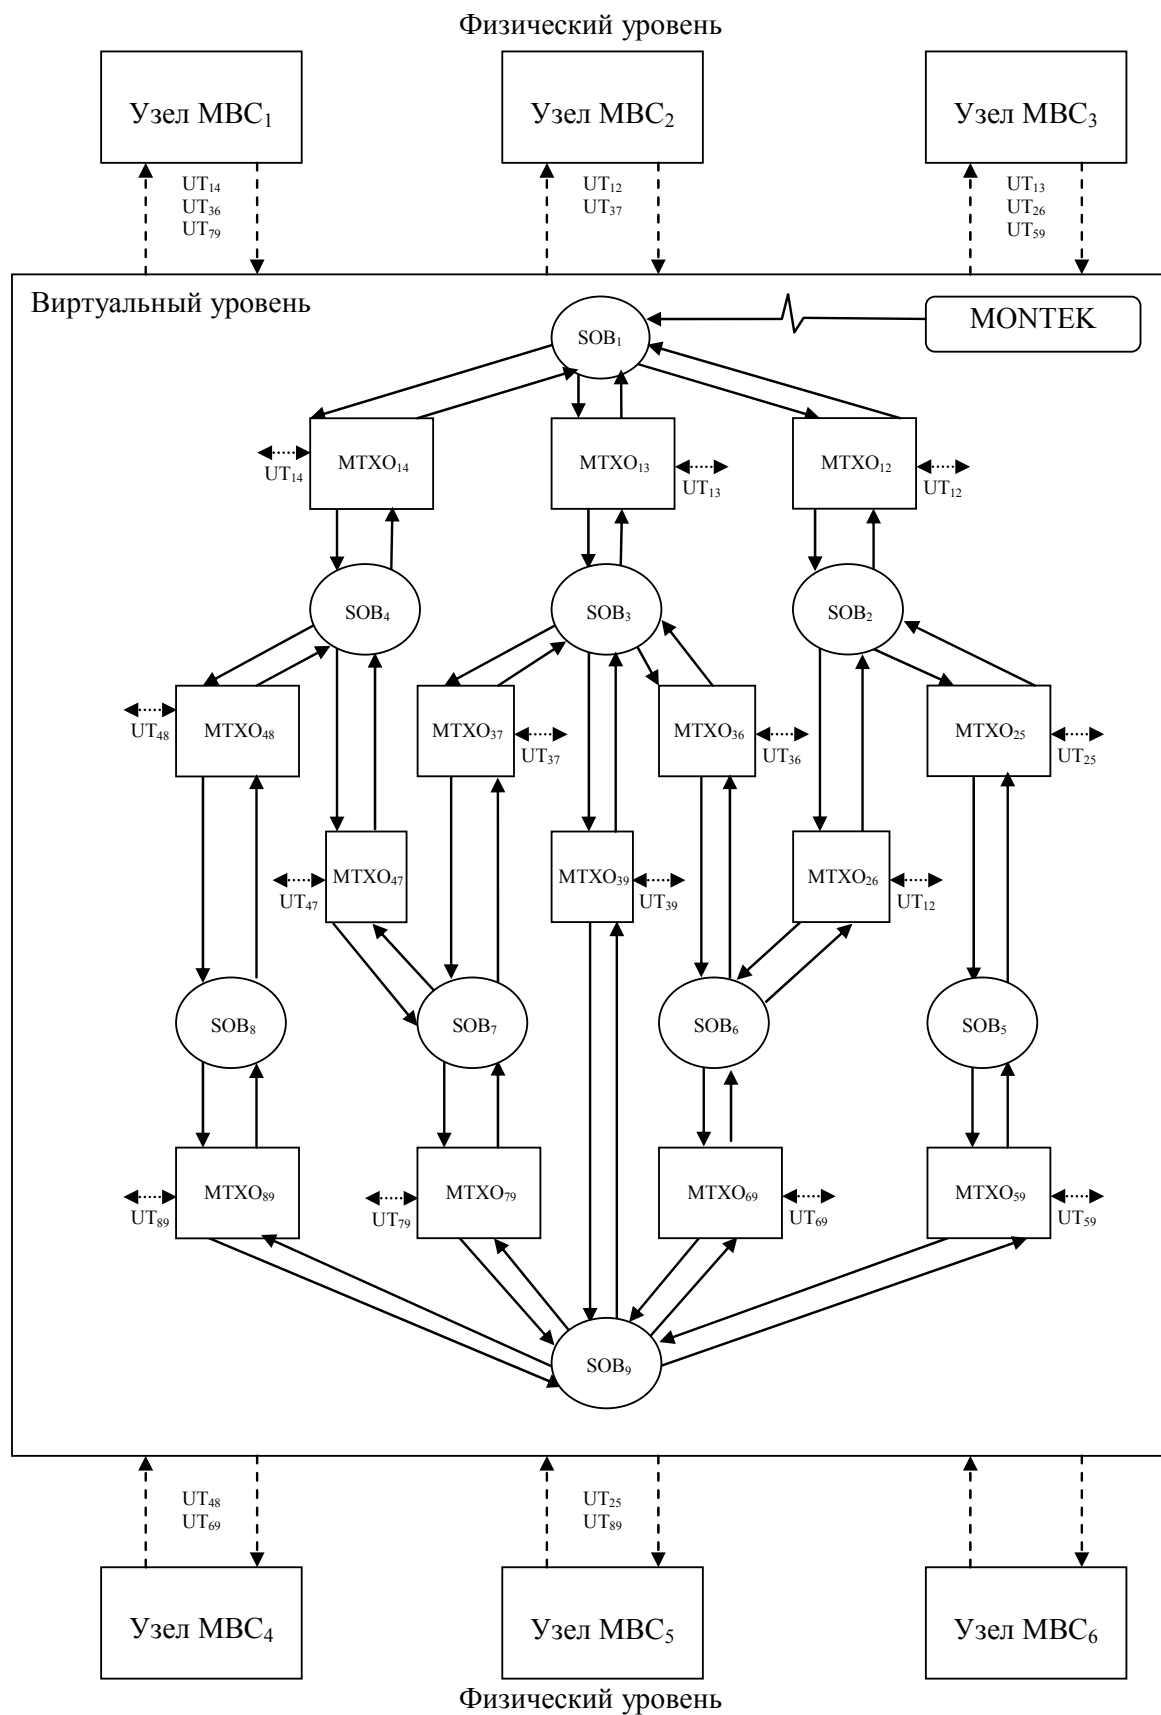 Физический уровень
Узел МВС₁
Узел МВС₂
Узел МВС₃
UT₁₄
UT₃₆
UT₇₉
UT₁₂
UT₃₇
UT₁₃
UT₂₆
UT₅₉
Виртуальный уровень
MONTEK
SOB₁
MTXO₁₄
MTXO₁₃
MTXO₁₂
UT₁₄
UT₁₃
UT₁₂
SOB₄
SOB₃
SOB₂
MTXO₄₈
MTXO₃₇
MTXO₃₆
MTXO₂₅
UT₄₈
UT₃₇
UT₃₆
UT₂₅
MTXO₄₇
MTXO₃₉
MTXO₂₆
UT₄₇
UT₃₉
UT₁₂
SOB₈
SOB₇
SOB₆
SOB₅
MTXO₈₉
MTXO₇₉
MTXO₆₉
MTXO₅₉
UT₈₉
UT₇₉
UT₆₉
UT₅₉
SOB₉
UT₄₈
UT₆₉
UT₂₅
UT₈₉
Узел МВС₄
Узел МВС₅
Узел МВС₆
Физический уровень